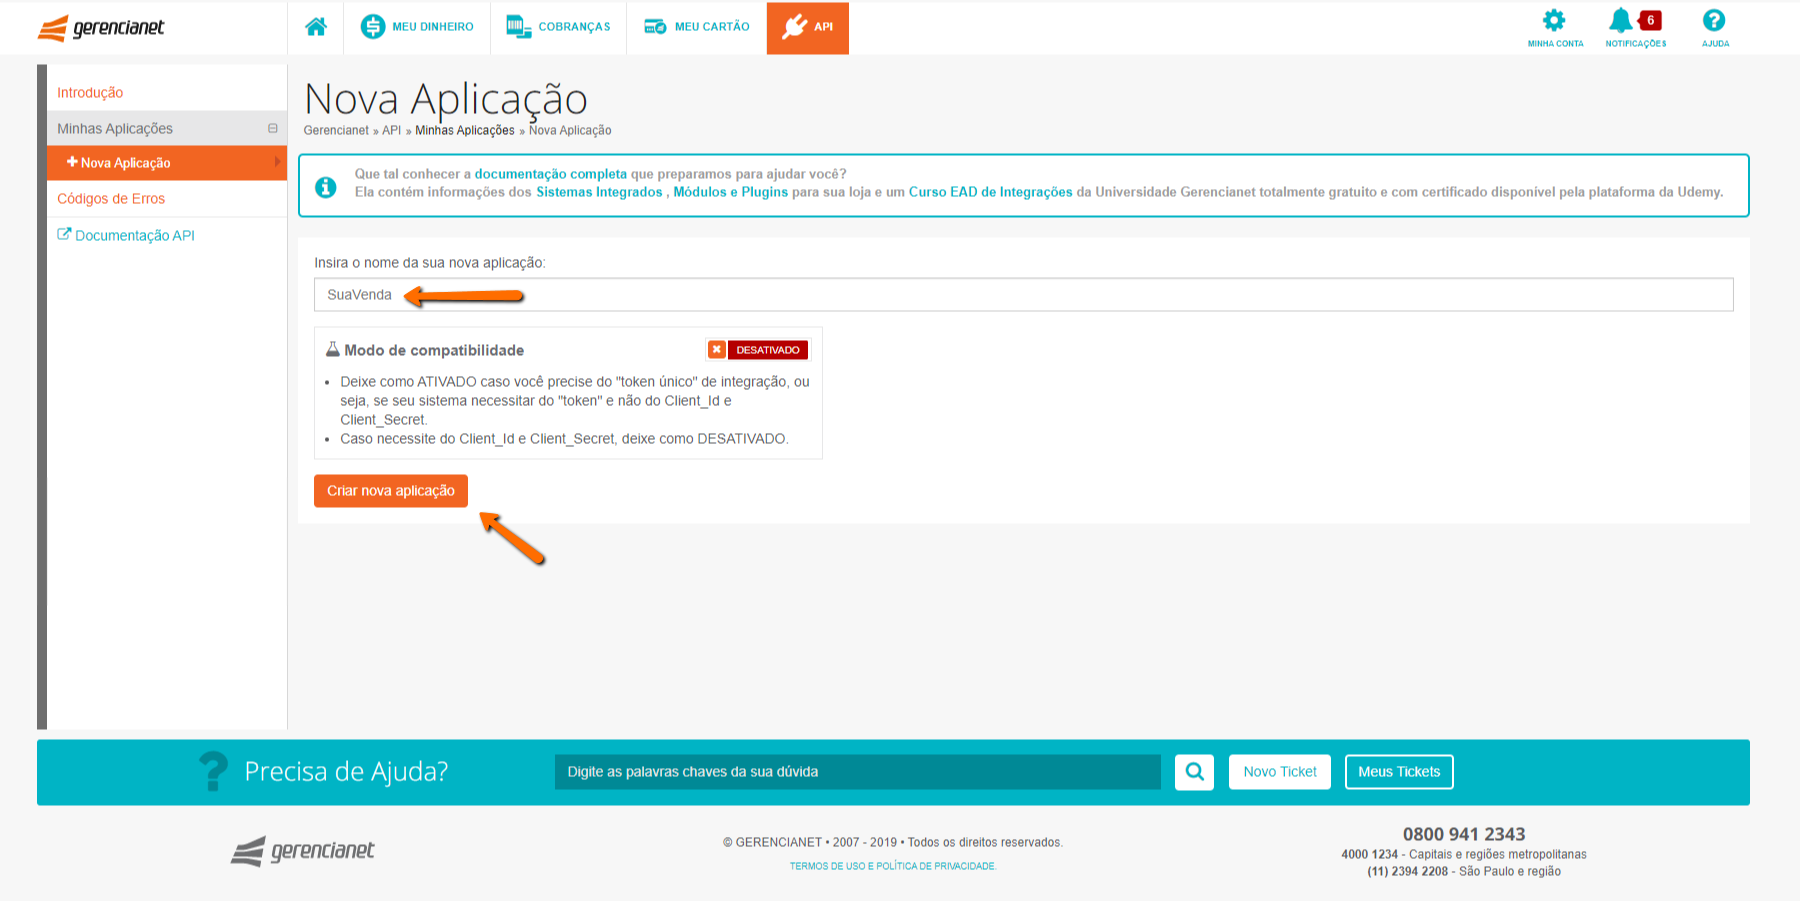 gerencianet
MEU DINHEIRO
COBRANÇAS
MEU CARTÃO
API
MINHA CONTA
6
NOTIFICAÇÕES
AJUDA
Introdução
Minhas Aplicações
Nova Aplicação
Códigos de Erros
Documentação API
Nova Aplicação
Gerencianet » API » Minhas Aplicações » Nova Aplicação
Que tal conhecer a documentação completa que preparamos para ajudar você?
Ela contém informações dos Sistemas Integrados , Módulos e Plugins para sua loja e um Curso EAD de Integrações da Universidade Gerencianet totalmente gratuito e com certificado disponível pela plataforma da Udemy.
Insira o nome da sua nova aplicação:
SuaVenda
Modo de compatibilidade
DESATIVADO
• Deixe como ATIVADO caso você precise do "token único" de integração, ou
seja, se seu sistema necessitar do "token" e não do Client_Id e
Client_Secret.
• Caso necessite do Client_Id e Client_Secret, deixe como DESATIVADO.
Criar nova aplicação
? Precisa de Ajuda?
Digite as palavras chaves da sua dúvida
Novo Ticket
Meus Tickets
gerencianet
© GERENCIANET • 2007 - 2019 • Todos os direitos reservados.
TERMOS DE USO E POLÍTICA DE PRIVACIDADE.
0800 941 2343
4000 1234 - Capitais e regiões metropolitanas
(11) 2394 2208 - São Paulo e região